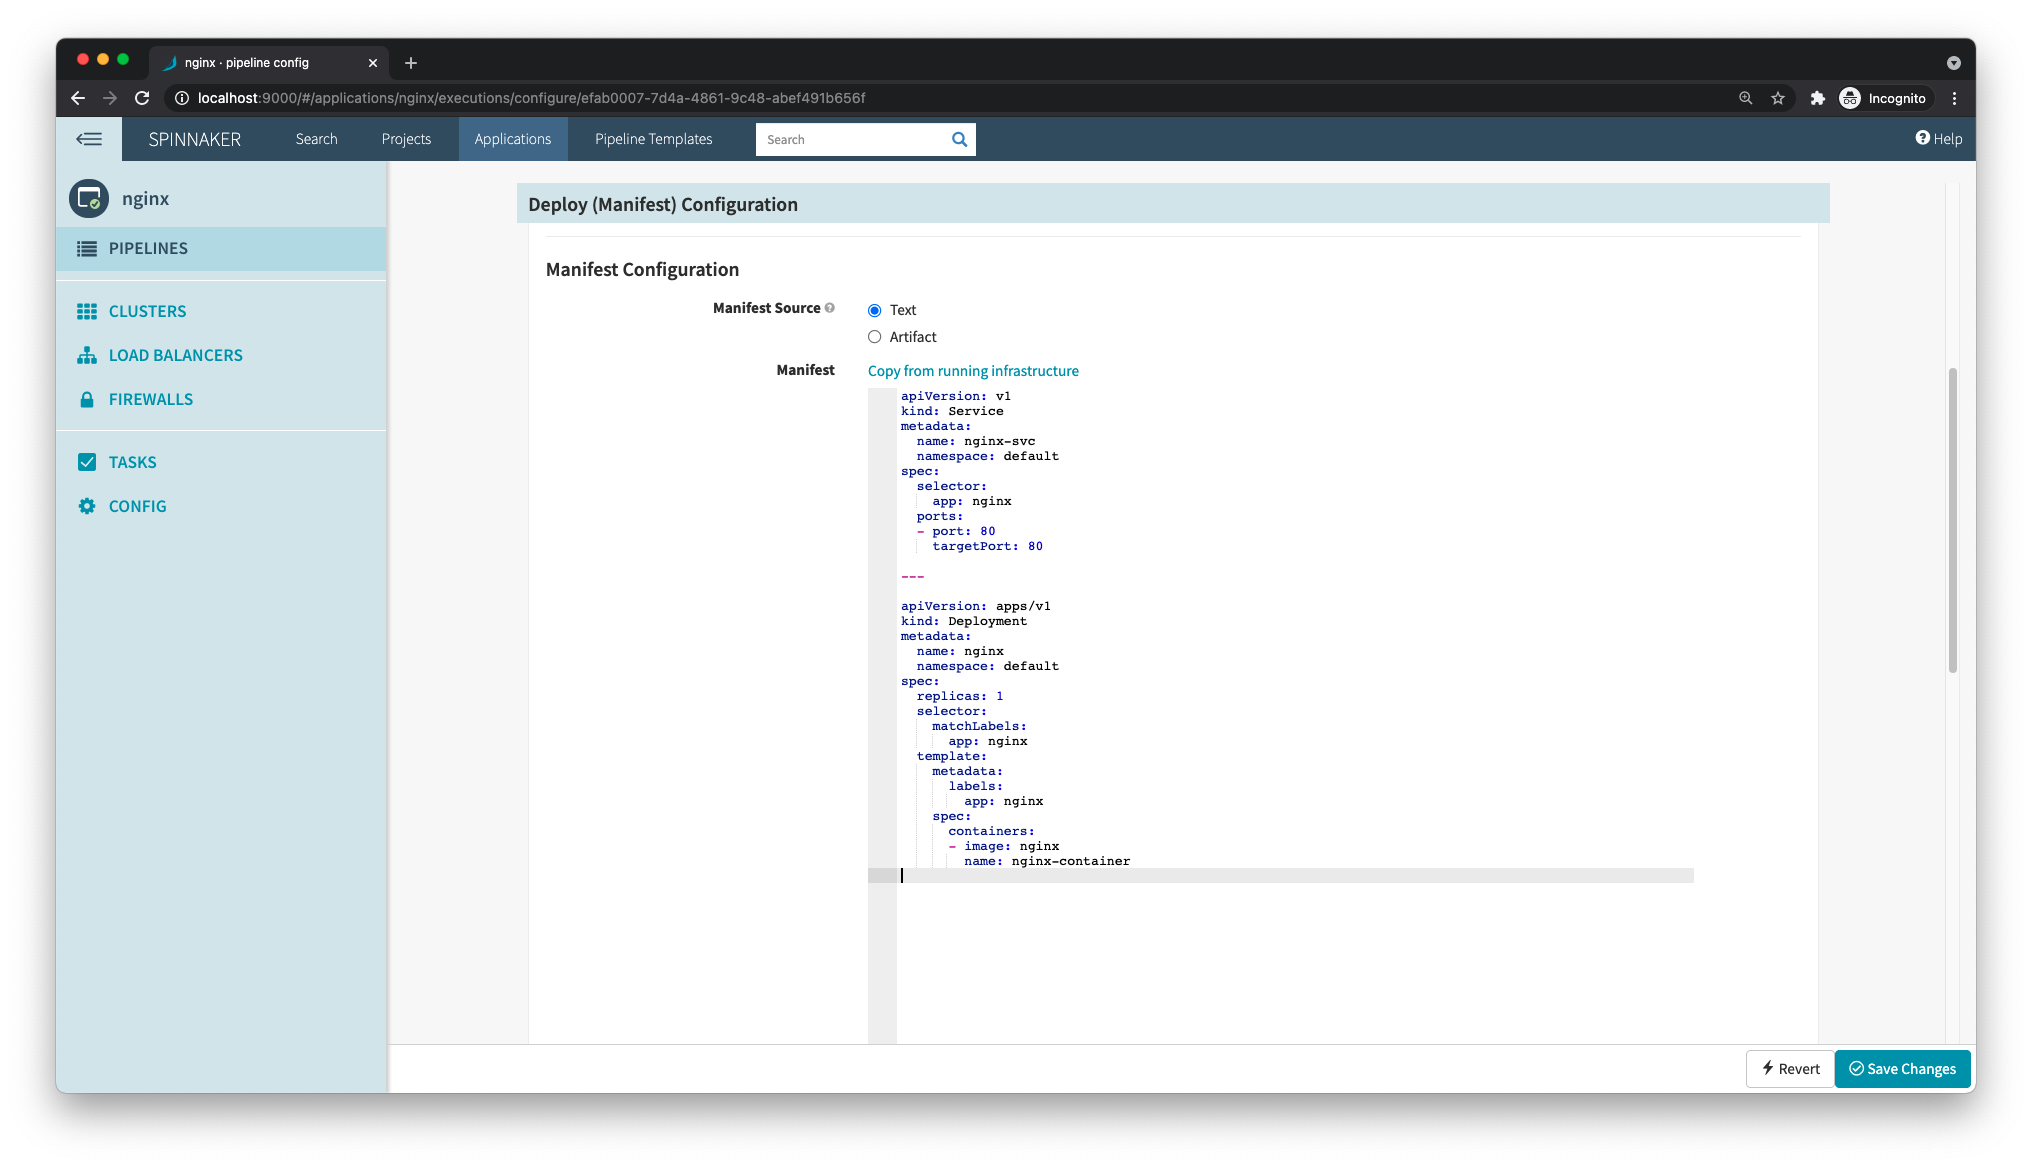 nginx · pipeline config
localhost:9000/#/applications/nginx/executions/configure/efab0007-7d4a-4861-9c48-abef491b656f
Incognito
SPINNAKER Search Projects Applications Pipeline Templates Search Help
nginx
PIPELINES
CLUSTERS
LOAD BALANCERS
FIREWALLS
TASKS
CONFIG
Deploy (Manifest) Configuration
Manifest Configuration
Manifest Source
Text
Artifact
Manifest
Copy from running infrastructure
apiVersion: v1
kind: Service
metadata:
  name: nginx-svc
  namespace: default
spec:
  selector:
    app: nginx
  ports:
  - port: 80
    targetPort: 80
---
apiVersion: apps/v1
kind: Deployment
metadata:
  name: nginx
  namespace: default
spec:
  replicas: 1
  selector:
    matchLabels:
      app: nginx
  template:
    metadata:
      labels:
        app: nginx
    spec:
      containers:
      - image: nginx
        name: nginx-container
Revert
Save Changes